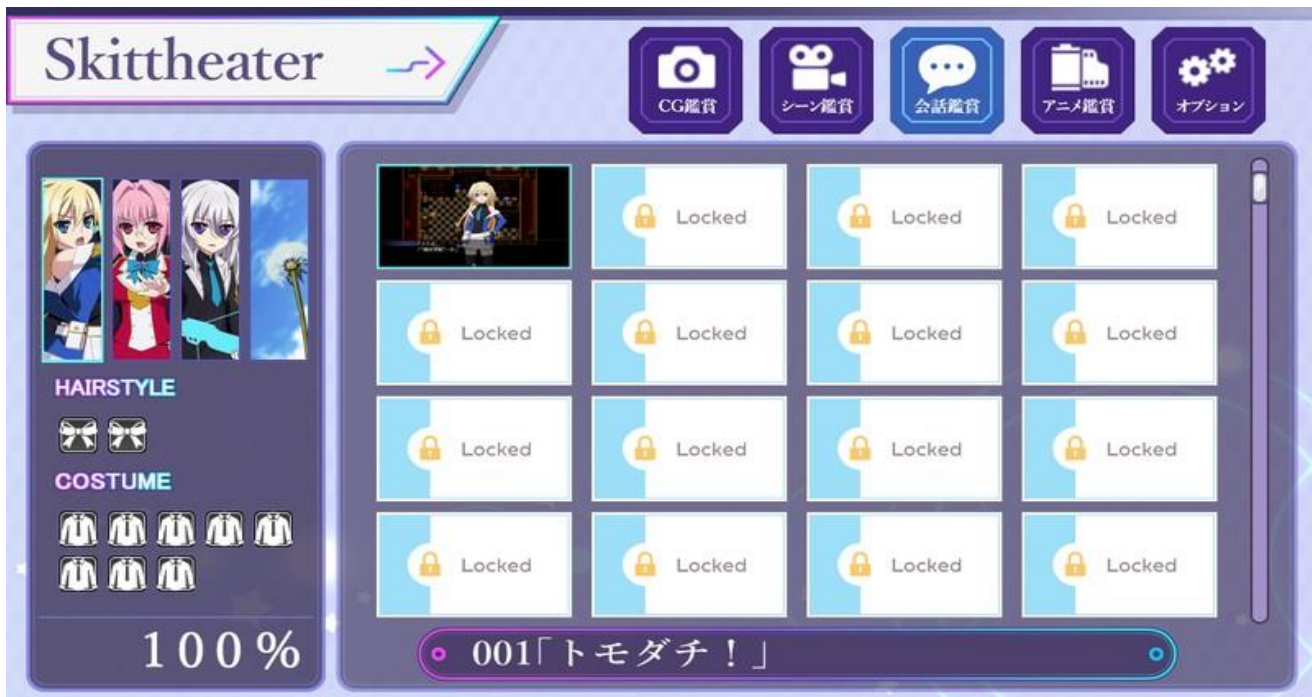 Skittheater
CG鑑賞
シーン鑑賞
会話鑑賞
アニメ鑑賞
オプション
Locked
Locked
Locked
HAIRSTYLE
Locked
Locked
Locked
Locked
COSTUME
Locked
Locked
Locked
Locked
Locked
Locked
Locked
Locked
100%
001「トモダチ！」